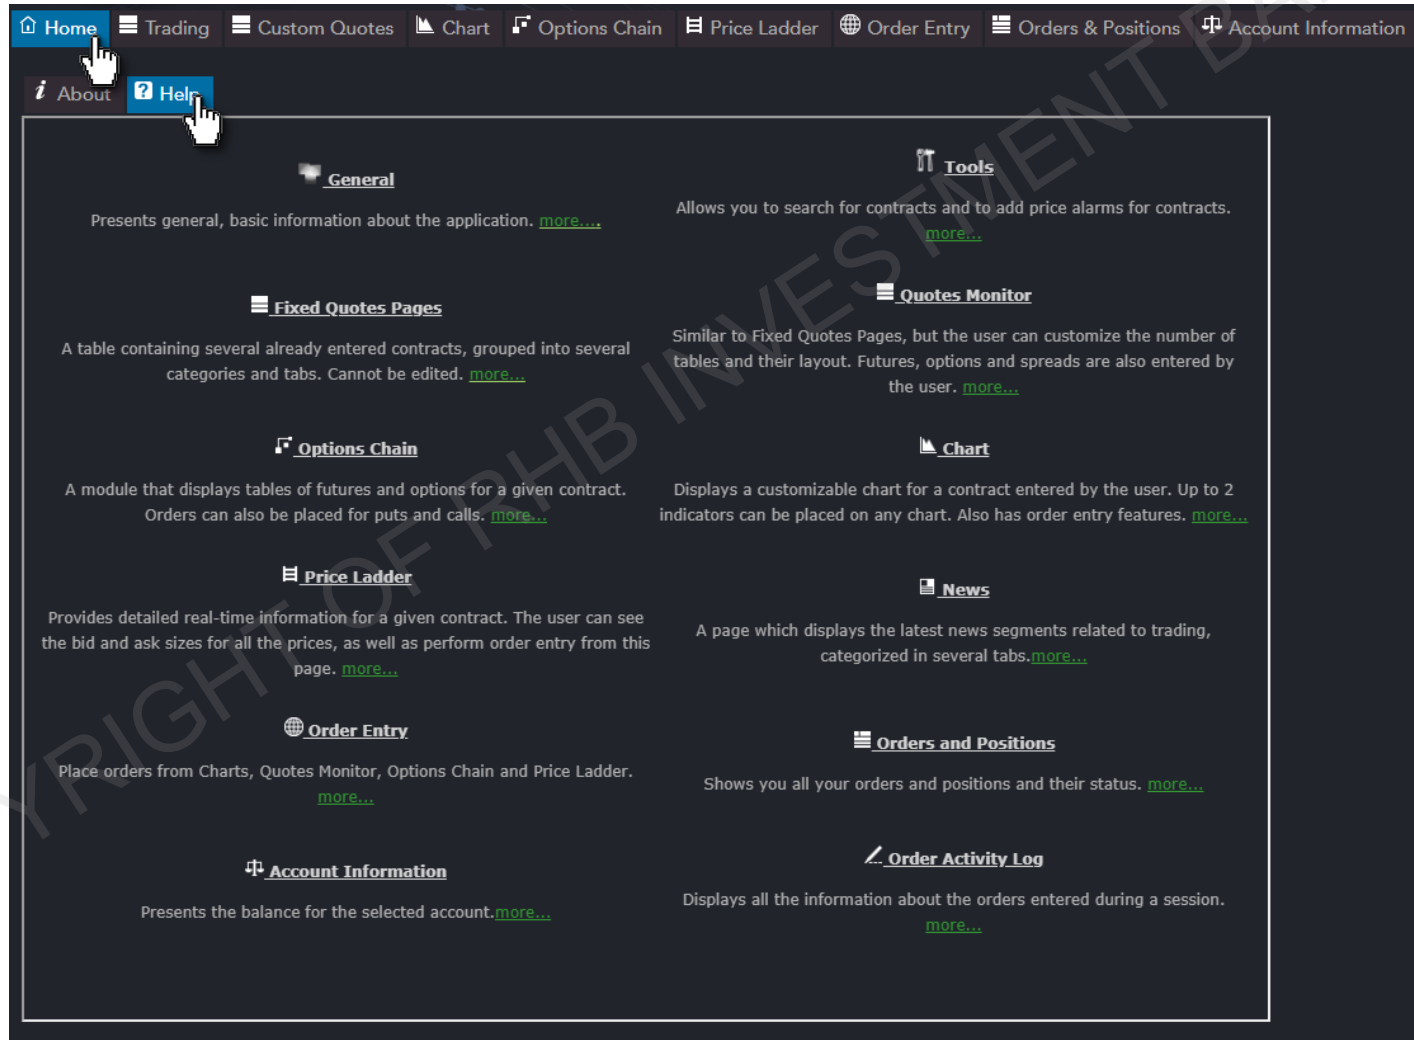 Home Trading Custom Quotes Chart Options Chain Price Ladder Order Entry Orders & Positions Account Information
i About ? Help
General
Presents general, basic information about the application. more....
Tools
Allows you to search for contracts and to add price alarms for contracts.
more...
Fixed Quotes Pages
A table containing several already entered contracts, grouped into several
categories and tabs. Cannot be edited. more...
Quotes Monitor
Similar to Fixed Quotes Pages, but the user can customize the number of
tables and their layout. Futures, options and spreads are also entered by
the user. more...
Options Chain
A module that displays tables of futures and options for a given contract.
Orders can also be placed for puts and calls. more...
Chart
Displays a customizable chart for a contract entered by the user. Up to 2
indicators can be placed on any chart. Also has order entry features. more...
Price Ladder
Provides detailed real-time information for a given contract. The user can see
the bid and ask sizes for all the prices, as well as perform order entry from this
page. more...
News
A page which displays the latest news segments related to trading,
categorized in several tabs.more...
Order Entry
Place orders from Charts, Quotes Monitor, Options Chain and Price Ladder.
more...
Orders and Positions
Shows you all your orders and positions and their status. more...
Account Information
Presents the balance for the selected account.more...
Order Activity Log
Displays all the information about the orders entered during a session.
more...
YRIGHT OF RHB INVESTMENT BA